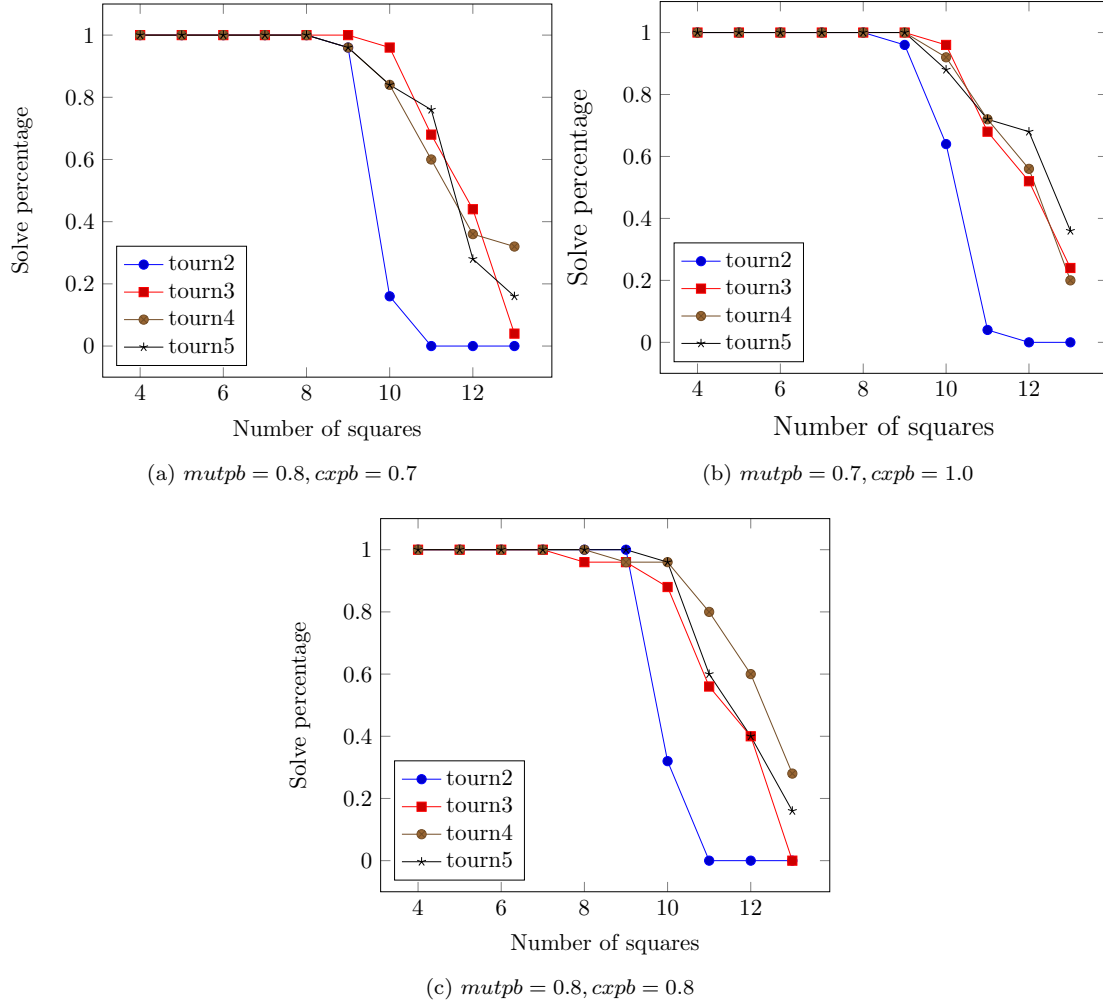 1
0.8
0.6
0.4
0.2
0
Solve percentage
tourn2
tourn3
tourn4
tourn5
4 6 8 10 12
Number of squares
(a) mutpb = 0.8, cxpb = 0.7
1
0.8
0.6
0.4
0.2
0
Solve percentage
tourn2
tourn3
tourn4
tourn5
4 6 8 10 12
Number of squares
(b) mutpb = 0.7, cxpb = 1.0
1
0.8
0.6
0.4
0.2
0
Solve percentage
tourn2
tourn3
tourn4
tourn5
4 6 8 10 12
Number of squares
(c) mutpb = 0.8, cxpb = 0.8